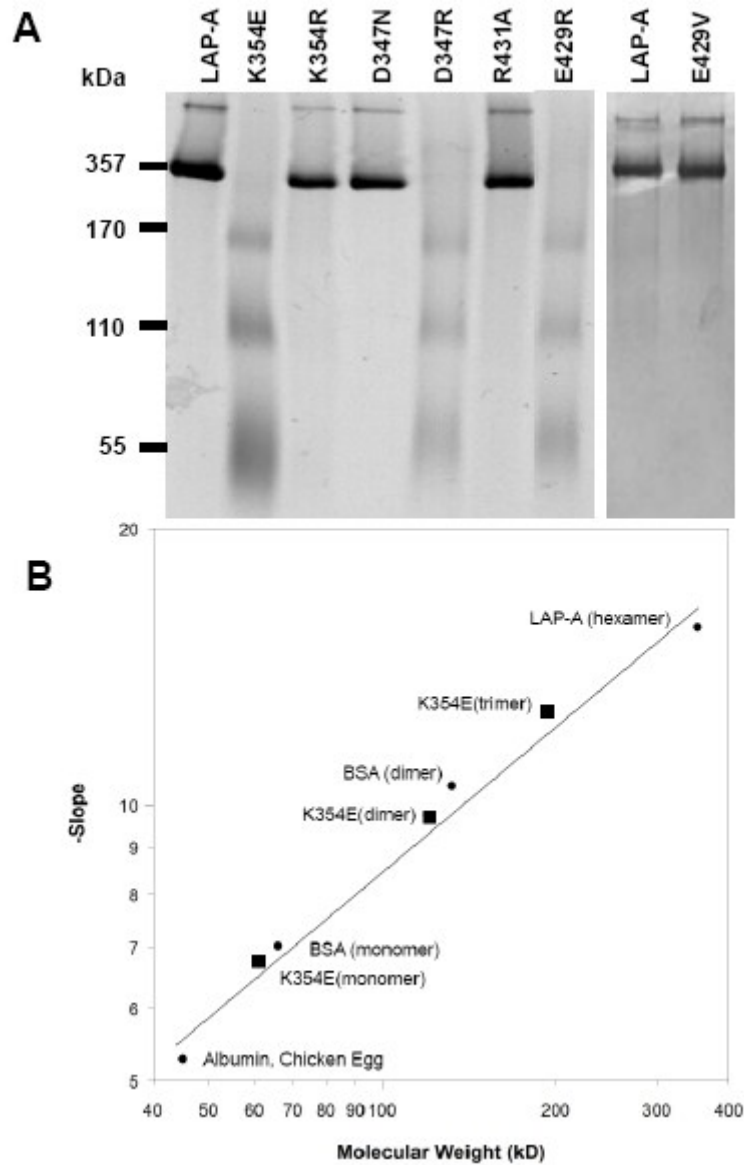 A
kDa
LAP-A
K354E
K354R
D347N
D347R
R431A
E429R
LAP-A
E429V
357
170
110
55
B
20
LAP-A (hexamer)
K354E(trimer)
BSA (dimer)
K354E(dimer)
10
-Slope
9
8
7
BSA (monomer)
K354E(monomer)
6
Albumin, Chicken Egg
5
40 50 60 70 80 90 100 200 300 400
Molecular Weight (kD)